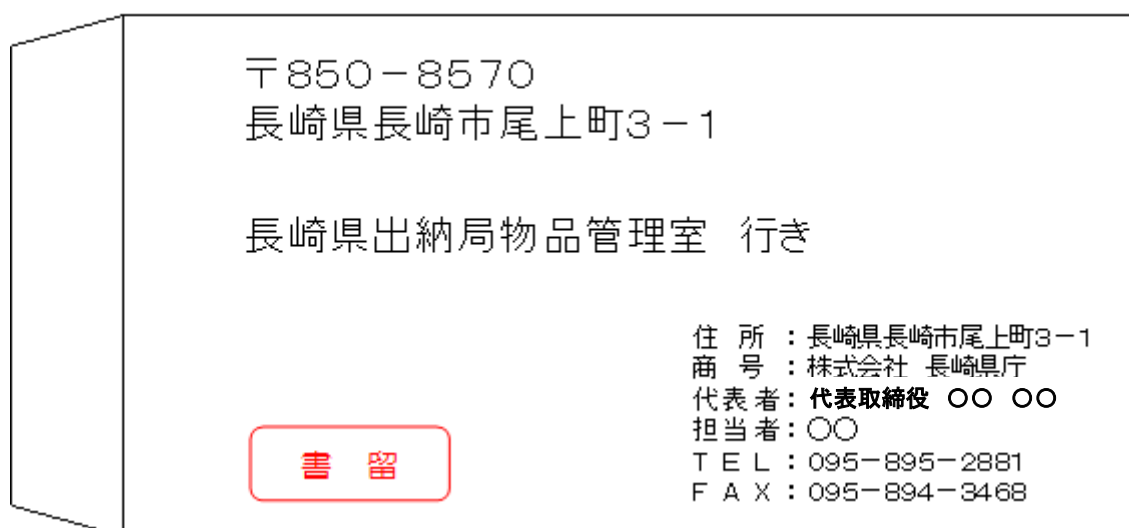 〒850-8570
長崎県長崎市尾上町3-1
長崎県出納局物品管理室 行き
住 所 : 長崎県長崎市尾上町3-1
商 号 : 株式会社 長崎県庁
代表者: 代表取締役 ○○ ○○
担当者: ○○
TEL : 095-895-2881
FAX : 095-894-3468
書 留